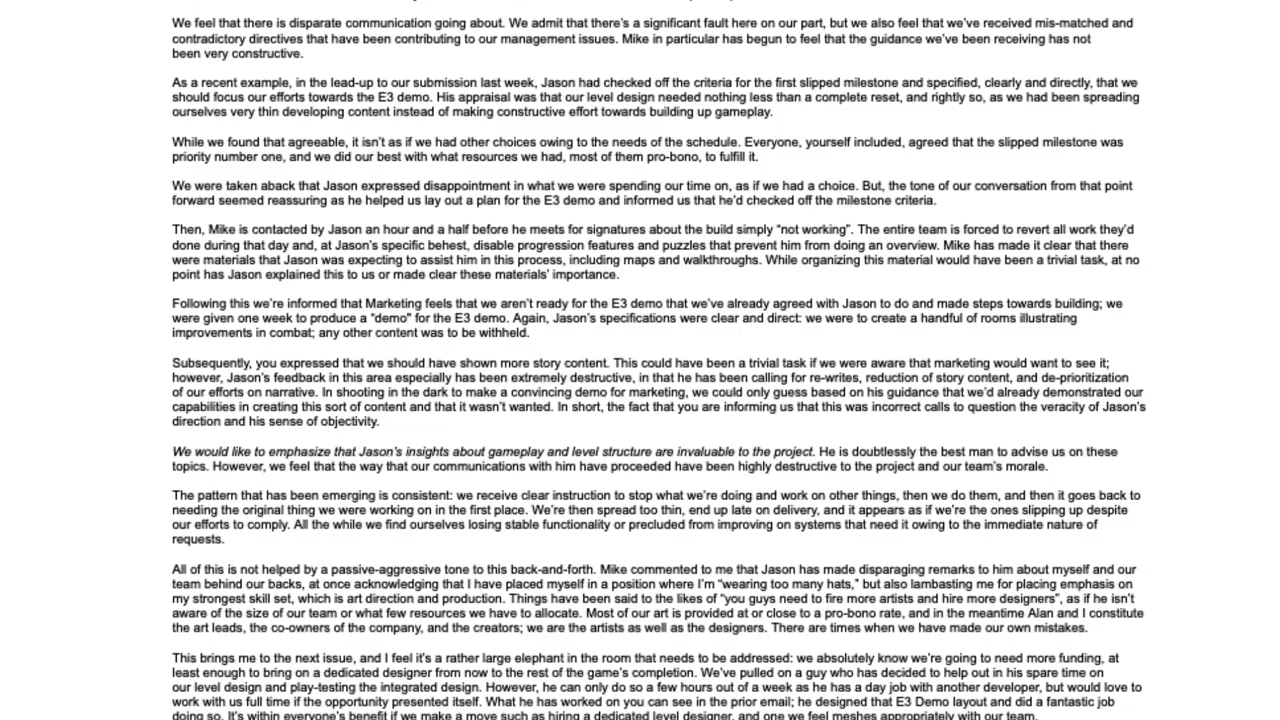 We feel that there is disparate communication going about. We admit that there's a significant fault here on our part, but we also feel that we've received mis-matched and
contradictory directives that have been contributing to our management issues. Mike in particular has begun to feel that the guidance we've been receiving has not
been very constructive.
As a recent example, in the lead-up to our submission last week, Jason had checked off the criteria for the first slipped milestone and specified, clearly and directly, that we
should focus our efforts towards the E3 demo. His appraisal was that our level design needed nothing less than a complete reset, and rightly so, as we had been spreading
ourselves very thin developing content instead of making constructive effort towards building up gameplay.
While we found that agreeable, it isn't as if we had other choices owing to the needs of the schedule. Everyone, yourself included, agreed that the slipped milestone was
priority number one, and we did our best with what resources we had, most of them pro-bono, to fulfill it.
We were taken aback that Jason expressed disappointment in what we were spending our time on, as if we had a choice. But, the tone of our conversation from that point
forward seemed reassuring as he helped us lay out a plan for the E3 demo and informed us that he'd checked off the milestone criteria.
Then, Mike is contacted by Jason an hour and a half before he meets for signatures about the build simply “not working”. The entire team is forced to revert all work they'd
done during that day and, at Jason's specific behest, disable progression features and puzzles that prevent him from doing an overview. Mike has made it clear that there
were materials that Jason was expecting to assist him in this process, including maps and walkthroughs. While organizing this material would have been a trivial task, at no
point has Jason explained this to us or made clear these materials' importance.
Following this we're informed that Marketing feels that we aren't ready for the E3 demo that we've already agreed with Jason to do and made steps towards building; we
were given one week to produce a "demo" for the E3 demo. Again, Jason's specifications were clear and direct: we were to create a handful of rooms illustrating
improvements in combat; any other content was to be withheld.
Subsequently, you expressed that we should have shown more story content. This could have been a trivial task if we were aware that marketing would want to see it;
however, Jason's feedback in this area especially has been extremely destructive, in that he has been calling for re-writes, reduction of story content, and de-prioritization
of our efforts on narrative. In shooting in the dark to make a convincing demo for marketing, we could only guess based on his guidance that we'd already demonstrated our
capabilities in creating this sort of content and that it wasn't wanted. In short, the fact that you are informing us that this was incorrect calls to question the veracity of Jason's
direction and his sense of objectivity.
We would like to emphasize that Jason's insights about gameplay and level structure are invaluable to the project. He is doubtlessly the best man to advise us on these
topics. However, we feel that the way that our communications with him have proceeded have been highly destructive to the project and our team's morale.
The pattern that has been emerging is consistent: we receive clear instruction to stop what we're doing and work on other things, then we do them, and then it goes back to
needing the original thing we were working on in the first place. We're then spread too thin, end up late on delivery, and it appears as if we're the ones slipping up despite
our efforts to comply. All the while we find ourselves losing stable functionality or precluded from improving on systems that need it owing to the immediate nature of
requests.
All of this is not helped by a passive-aggressive tone to this back-and-forth. Mike commented to me that Jason has made disparaging remarks to him about myself and our
team behind our backs, at once acknowledging that I have placed myself in a position where I'm “wearing too many hats,” but also lambasting me for placing emphasis on
my strongest skill set, which is art direction and production. Things have been said to the likes of “you guys need to fire more artists and hire more designers”, as if he isn't
aware of the size of our team or what few resources we have to allocate. Most of our art is provided at or close to a pro-bono rate, and in the meantime Alan and I constitute
the art leads, the co-owners of the company, and the creators; we are the artists as well as the designers. There are times when we have made our own mistakes.
This brings me to the next issue, and I feel it's a rather large elephant in the room that needs to be addressed: we absolutely know we're going to need more funding, at
least enough to bring on a dedicated designer from now to the rest of the game's completion. We've pulled on a guy who has decided to help out in his spare time on
our level design and play-testing the integrated design. However, he can only do so a few hours out of a week as he has a day job with another developer, but would love to
work with us full time if the opportunity presented itself. What he has worked on you can see in the prior email; he designed that E3 Demo layout and did a fantastic job
doing so. It's within everyone's benefit if we make a move such as hiring a dedicated level designer, and one we feel meshes appropriately with our team.